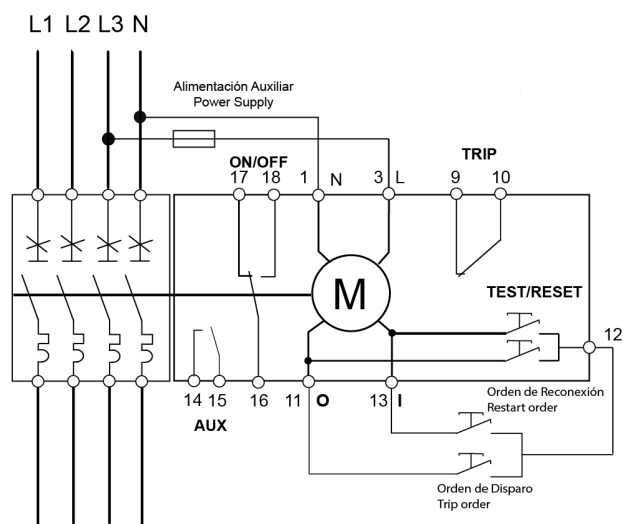 L1 L2 L3 N
Alimentación Auxiliar
Power Supply
ON/OFF
TRIP
17 18 1 N 3 L 9 10
M
TEST/RESET
12
14 15 16 11 O 13 I
AUX
Orden de Reconexión
Restart order
Orden de Disparo
Trip order